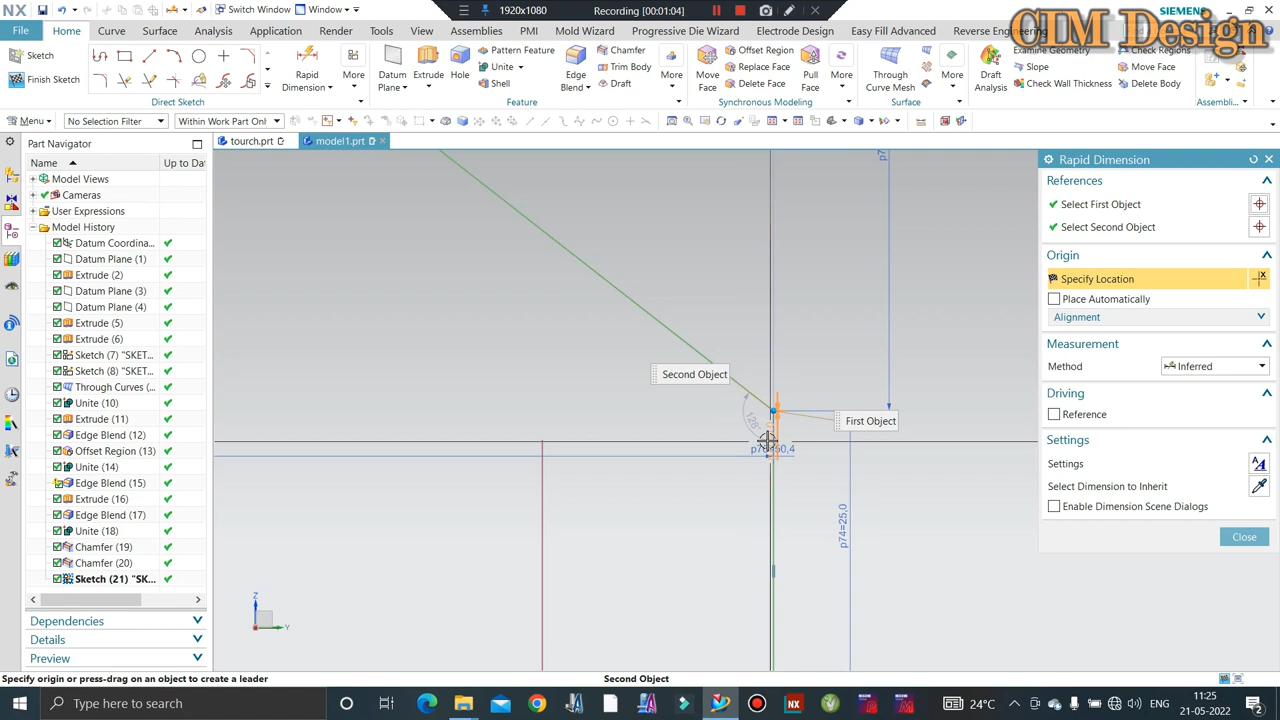 NX
Switch Window
Window
1920x1080
Recording [00:01:04]
SIEMENS
CIM Design
File
Home
Curve
Surface
Analysis
Application
Render
Tools
View
Assemblies
PMI
Mold Wizard
Progressive Die Wizard
Electrode Design
Easy Fill Advanced
Reverse Engineering
Sketch
Finish Sketch
Direct Sketch
Rapid
Dimension
More
Datum
Plane
Extrude
Hole
Pattern Feature
Unite
Shell
Edge
Blend
Chamfer
Trim Body
Draft
More
Feature
Move
Face
Offset Region
Replace Face
Delete Face
Pull
Face
More
Synchronous Modeling
Through
Curve Mesh
More
Surface
Draft
Analysis
Examine Geometry
Slope
Check Wall Thickness
Check Regions
Move Face
Delete Body
Assembli...
Menu
No Selection Filter
Within Work Part Only
Part Navigator
tourch.prt
model1.prt
Name
Up to Da
Model Views
Cameras
User Expressions
Model History
Datum Coordina...
Datum Plane (1)
Extrude (2)
Datum Plane (3)
Datum Plane (4)
Extrude (5)
Extrude (6)
Sketch (7) "SKET...
Sketch (8) "SKET...
Through Curves (...
Unite (10)
Extrude (11)
Edge Blend (12)
Offset Region (13)
Unite (14)
Edge Blend (15)
Extrude (16)
Edge Blend (17)
Unite (18)
Chamfer (19)
Chamfer (20)
Sketch (21) "SK...
Dependencies
Details
Preview
Second Object
First Object
p74=25,0
Z
Y
Rapid Dimension
References
Select First Object
Select Second Object
Origin
Specify Location
Place Automatically
Alignment
Measurement
Method
Inferred
Driving
Reference
Settings
Settings
Select Dimension to Inherit
Enable Dimension Scene Dialogs
Close
Specify origin or press-drag on an object to create a leader
Second Object
Type here to search
24°C
ENG
11:25
21-05-2022
2